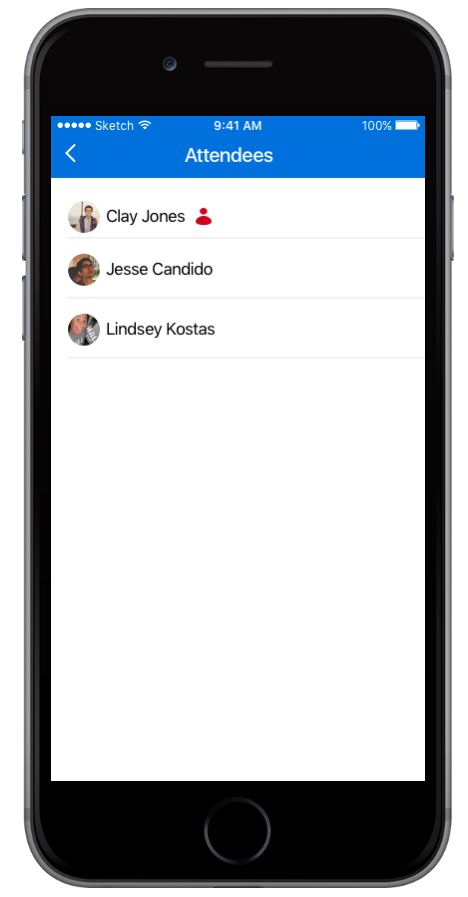 Sketch 9:41 AM 100%
Attendees
Clay Jones
Jesse Candido
Lindsey Kostas